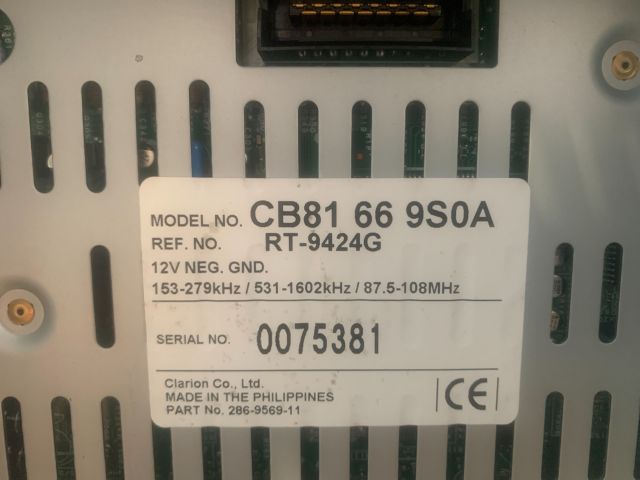 MODEL NO. CB81 66 9S0A
REF. NO. RT-9424G
12V NEG. GND.
153-279kHz / 531-1602kHz / 87.5-108MHz
SERIAL NO. 0075381
Clarion Co., Ltd.
MADE IN THE PHILIPPINES
PART No. 286-9569-11
CE